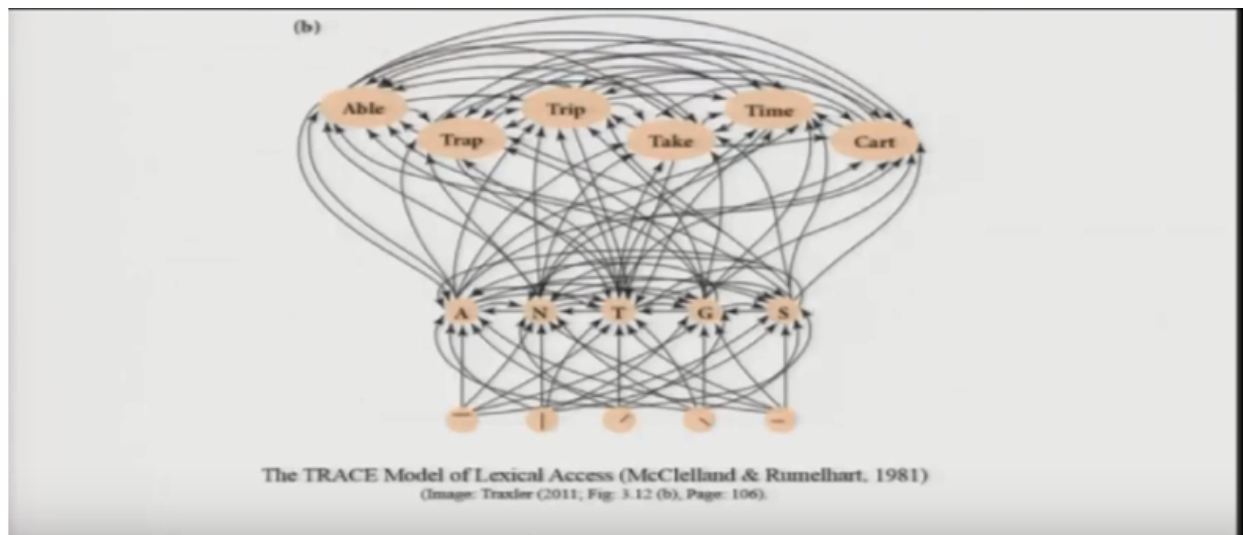 (b)
Able
Trip
Time
Trap
Take
Cart
A N T G S
The TRACE Model of Lexical Access (McClelland & Rumelhart, 1981)
(Image: Traxler (2011; Fig: 3.12 (b), Page: 106).